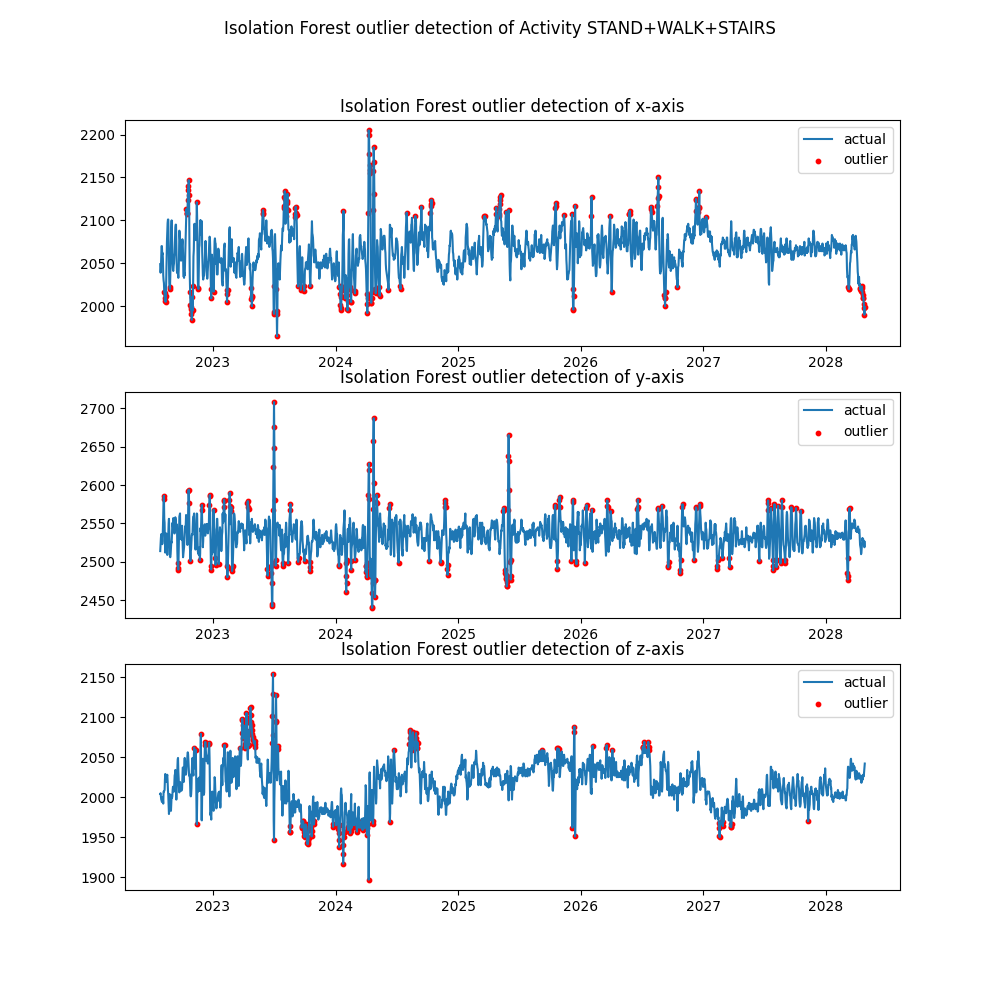 Isolation Forest outlier detection of Activity STAND+WALK+STAIRS
Isolation Forest outlier detection of x-axis
2200
2150
2100
2050
2000
actual
outlier
2023 2024 2025 2026 2027 2028
Isolation Forest outlier detection of y-axis
2700
2650
2600
2550
2500
2450
actual
outlier
2023 2024 2025 2026 2027 2028
Isolation Forest outlier detection of z-axis
2150
2100
2050
2000
1950
1900
actual
outlier
2023 2024 2025 2026 2027 2028